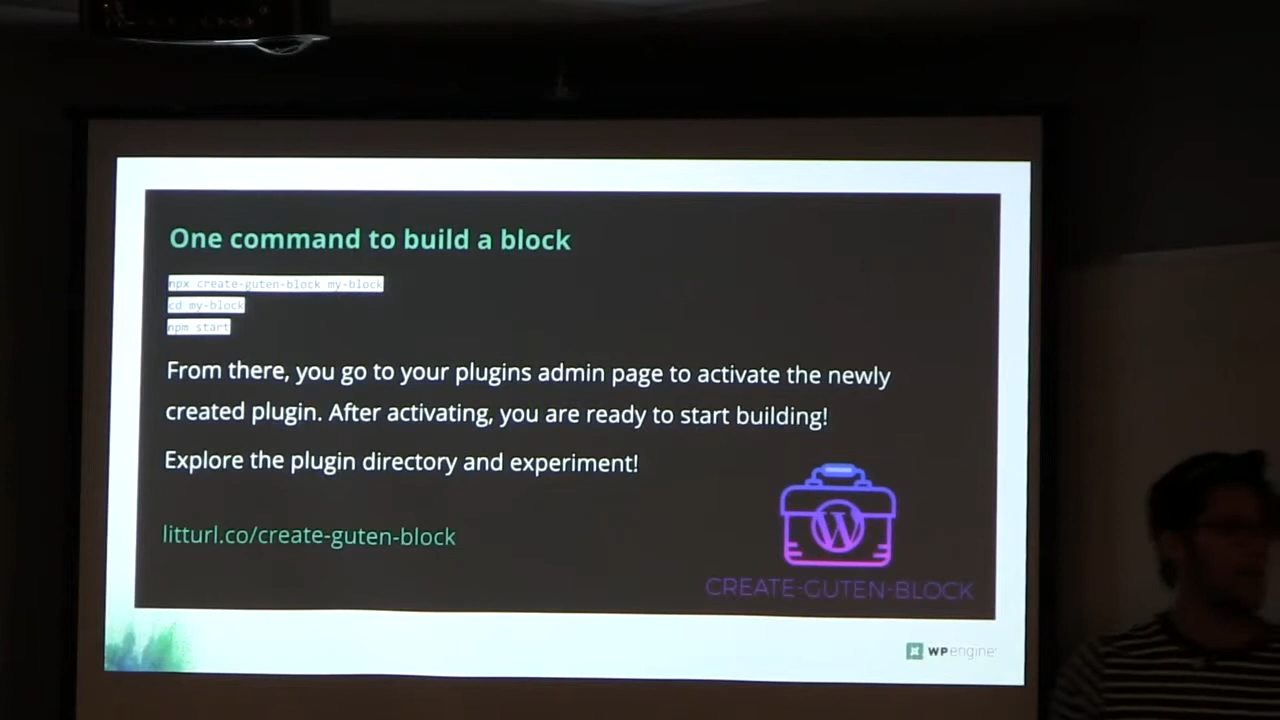 One command to build a block
npx create-guten-block my-block
cd my-block
npm start
From there, you go to your plugins admin page to activate the newly
created plugin. After activating, you are ready to start building!
Explore the plugin directory and experiment!
litturl.co/create-guten-block
CREATE-GUTEN-BLOCK
WPengine